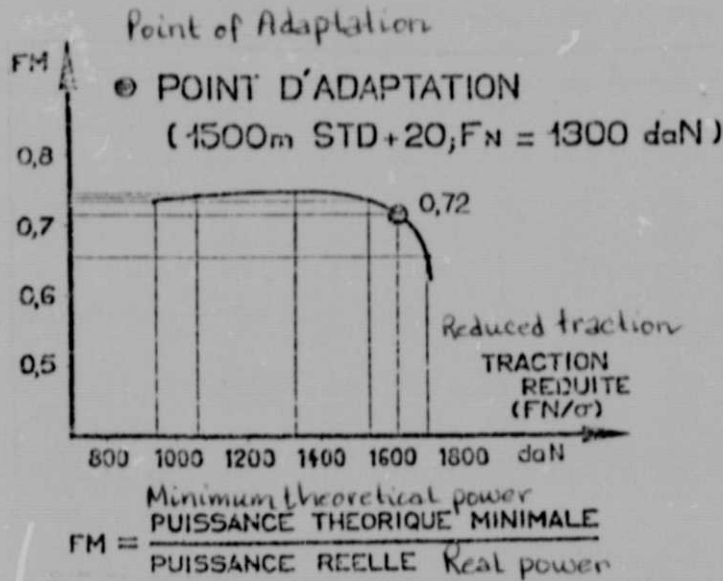 Point of Adaptation
FM
● POINT D'ADAPTATION
(1500m STD+20; FN = 1300 daN)
0,8
0,7
0,72
0,6
Reduced traction
0,5
TRACTION
REDUITE
(FN/σ)
800 1000 1200 1400 1600 1800 daN
Minimum theoretical power
FM = PUISSANCE THEORIQUE MINIMALE
PUISSANCE REELLE Real power